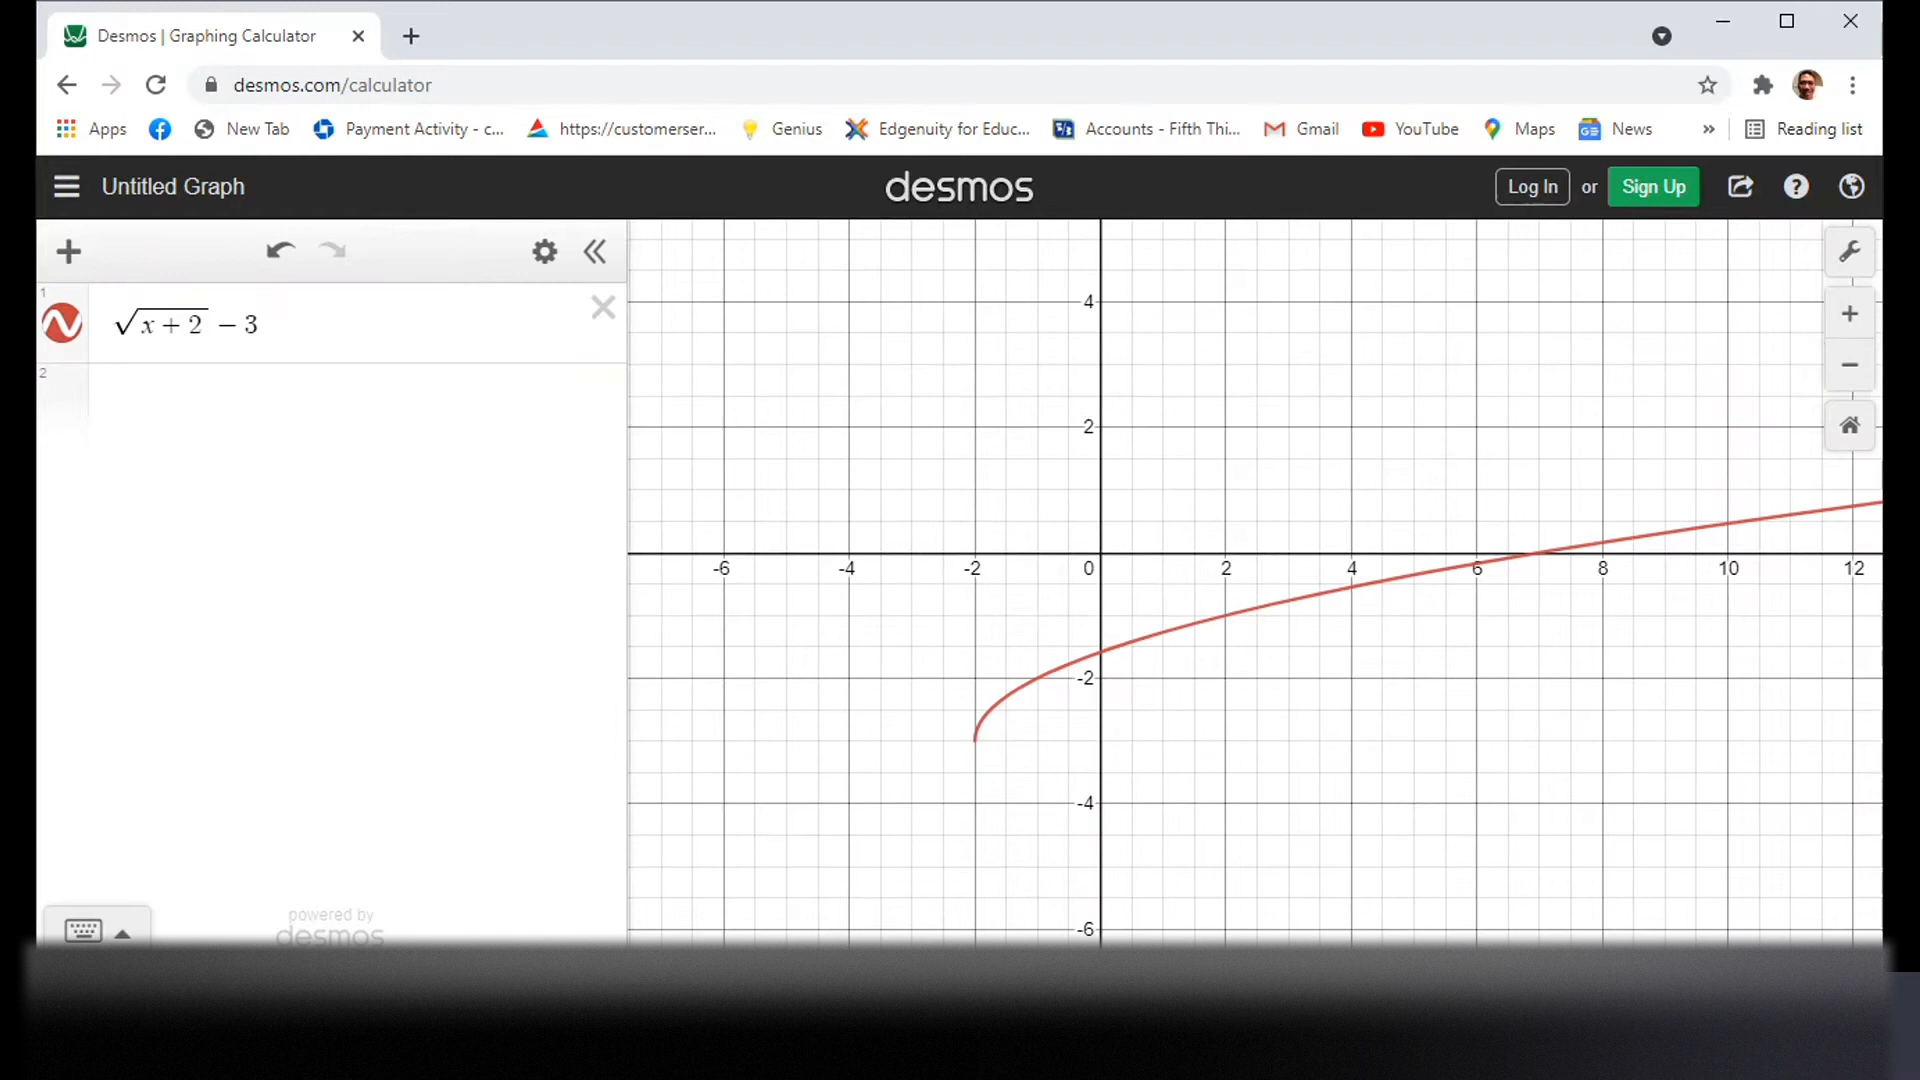 Desmos | Graphing Calculator
desmos.com/calculator
Apps New Tab Payment Activity - c... https://customerser... Genius Edgenuity for Educ... Accounts - Fifth Thi... Gmail YouTube Maps News » Reading list
Untitled Graph desmos Log In or Sign Up
1
√x + 2 − 3
2
4
2
-6 -4 -2 0 2 4 6 8 10 12
-2
-4
-6
powered by
desmos